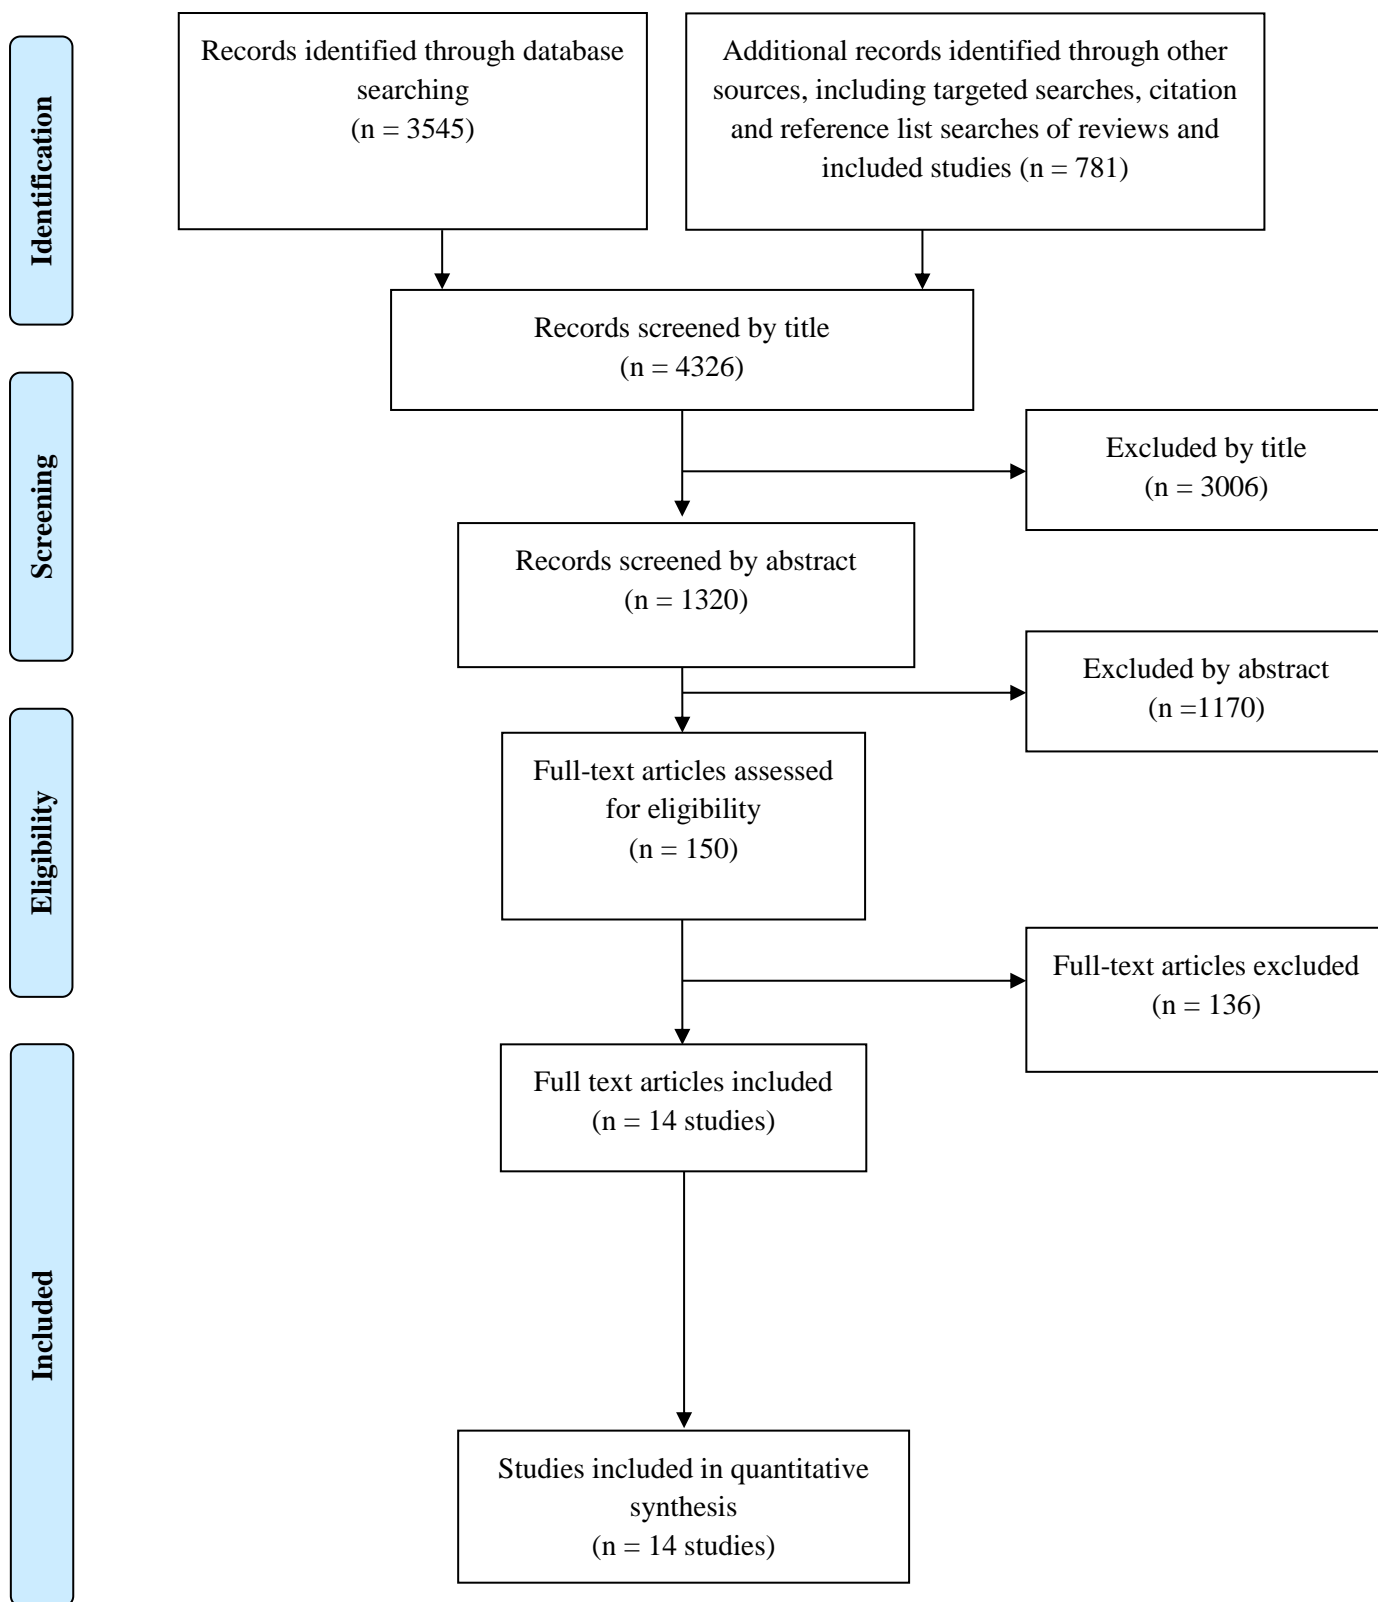 Identification
Records identified through database
searching
(n = 3545)
Additional records identified through other
sources, including targeted searches, citation
and reference list searches of reviews and
included studies (n = 781)
Records screened by title
(n = 4326)
Screening
Excluded by title
(n = 3006)
Records screened by abstract
(n = 1320)
Excluded by abstract
(n =1170)
Eligibility
Full-text articles assessed
for eligibility
(n = 150)
Full-text articles excluded
(n = 136)
Included
Full text articles included
(n = 14 studies)
Studies included in quantitative
synthesis
(n = 14 studies)